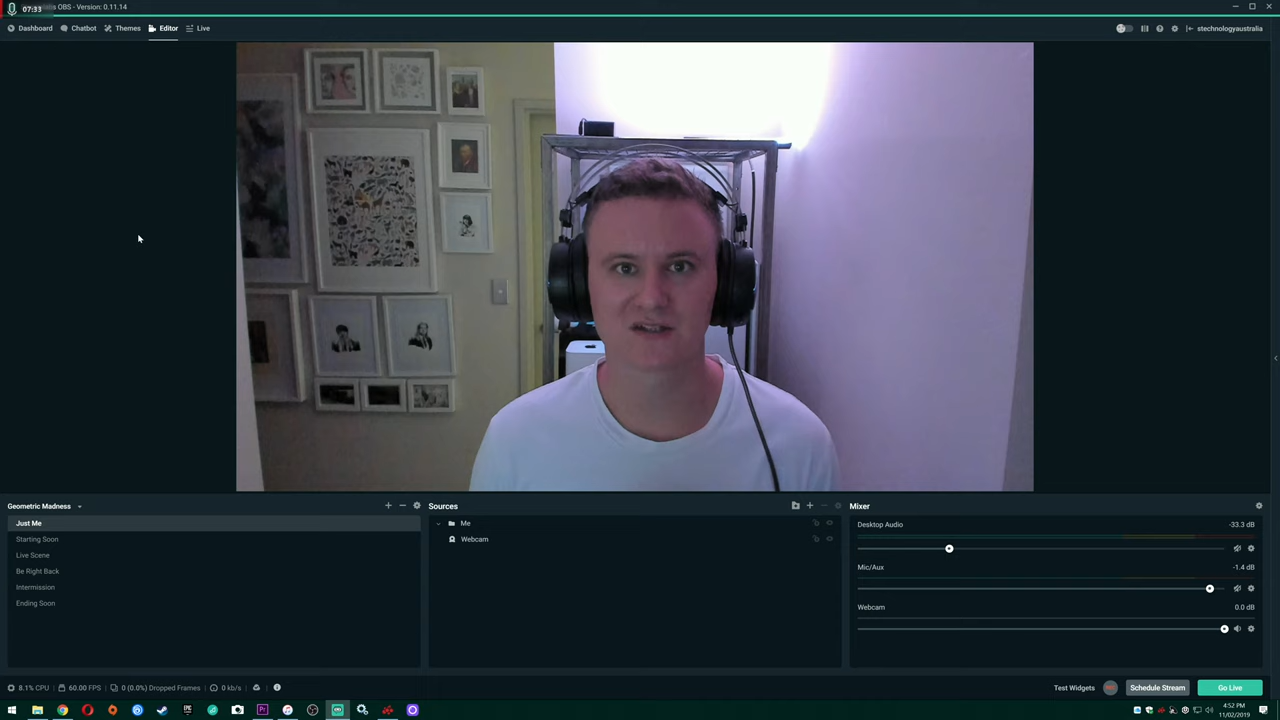 07:33 OBS - Version: 0.11.14
Dashboard Chatbot Themes Editor Live stechnologyaustralia
Geometric Madness
Just Me
Starting Soon
Live Scene
Be Right Back
Intermission
Ending Soon
Sources
Me
Webcam
Mixer
Desktop Audio -33.3 dB
Mic/Aux -1.4 dB
Webcam 0.0 dB
8.1% CPU 60.00 FPS 0 (0.0%) Dropped Frames 0 kb/s
Test Widgets REC Schedule Stream Go Live
4:52 PM
11/02/2019